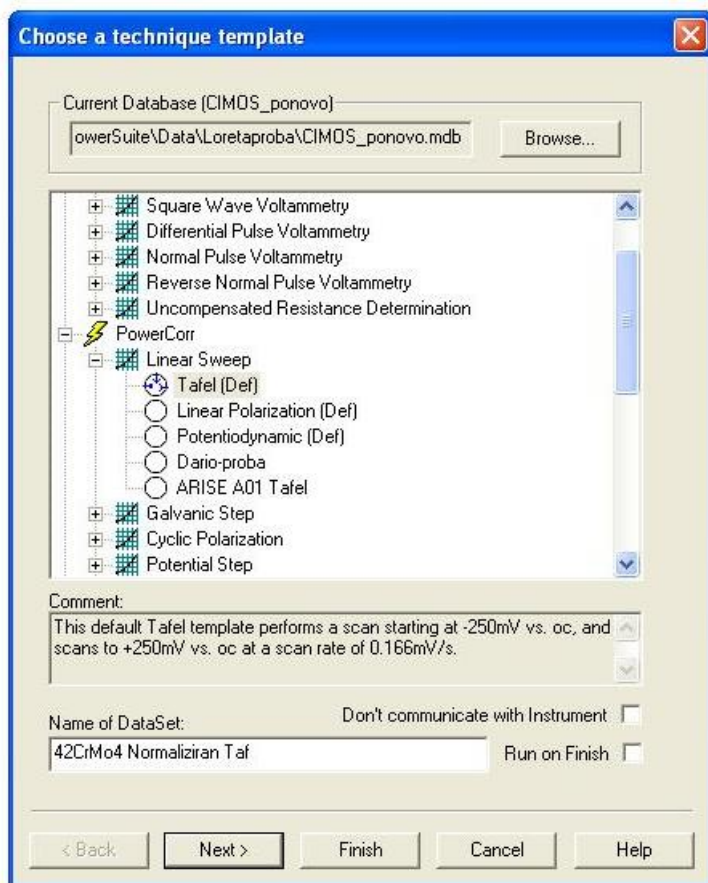 Choose a technique template
Current Database (CIMOS_ponovo)
owerSuite\Data\Loretaproba\CIMOS_ponovo.mdb
Browse...
Square Wave Voltammetry
Differential Pulse Voltammetry
Normal Pulse Voltammetry
Reverse Normal Pulse Voltammetry
Uncompensated Resistance Determination
PowerCorr
Linear Sweep
Tafel (Def)
Linear Polarization (Def)
Potentiodynamic (Def)
Dario-proba
ARISE A01 Tafel
Galvanic Step
Cyclic Polarization
Potential Step
Comment:
This default Tafel template performs a scan starting at -250mV vs. oc, and
scans to +250mV vs. oc at a scan rate of 0.166mV/s.
Name of DataSet:
Don't communicate with Instrument
42CrMo4 Normaliziran Taf
Run on Finish
< Back
Next >
Finish
Cancel
Help